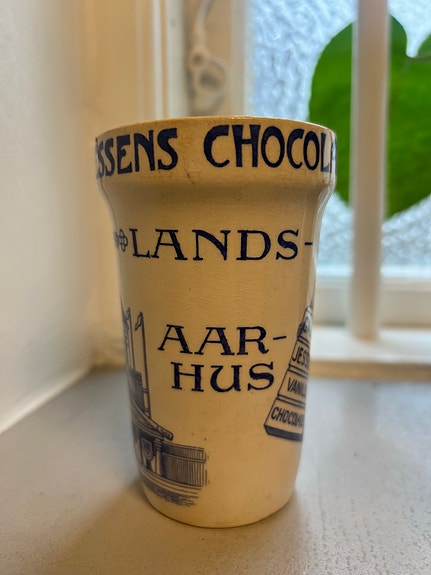 SSENS CHOCOL
LANDS-
AAR-
HUS